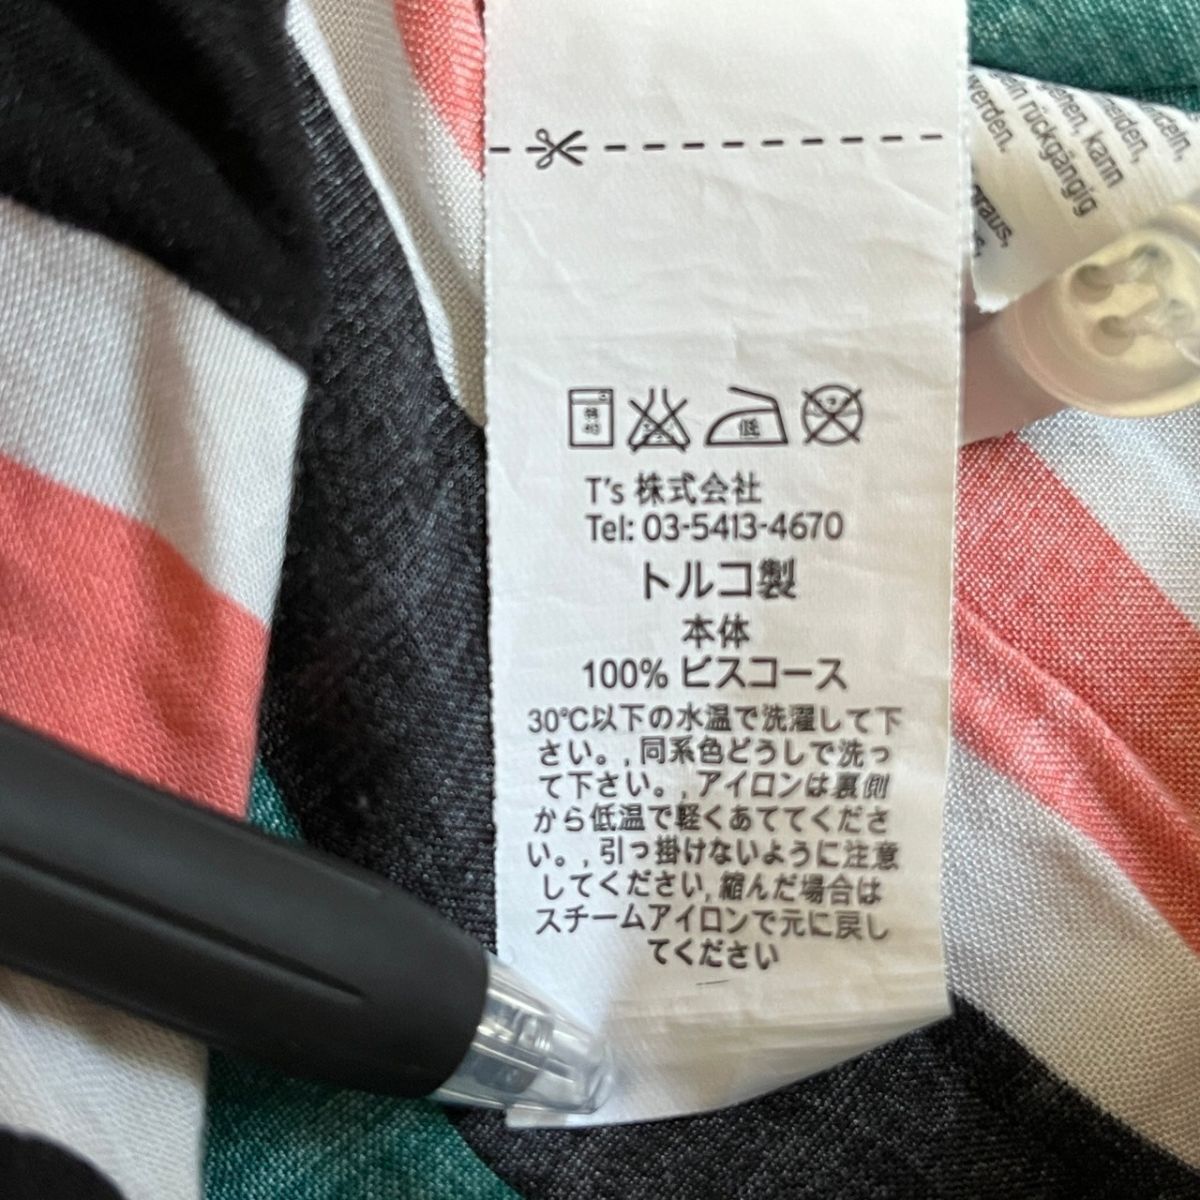 低
T's 株式会社
Tel: 03-5413-4670
トルコ製
本体
100% ビスコース
30℃以下の水温で洗濯して下
さい。, 同系色どうしで洗っ
て下さい。, アイロンは裏側
から低温で軽くあててくださ
い。, 引っ掛けないように注意
してください, 縮んだ場合は
スチームアイロンで元に戻し
てください
kann
rückgängig
werden.